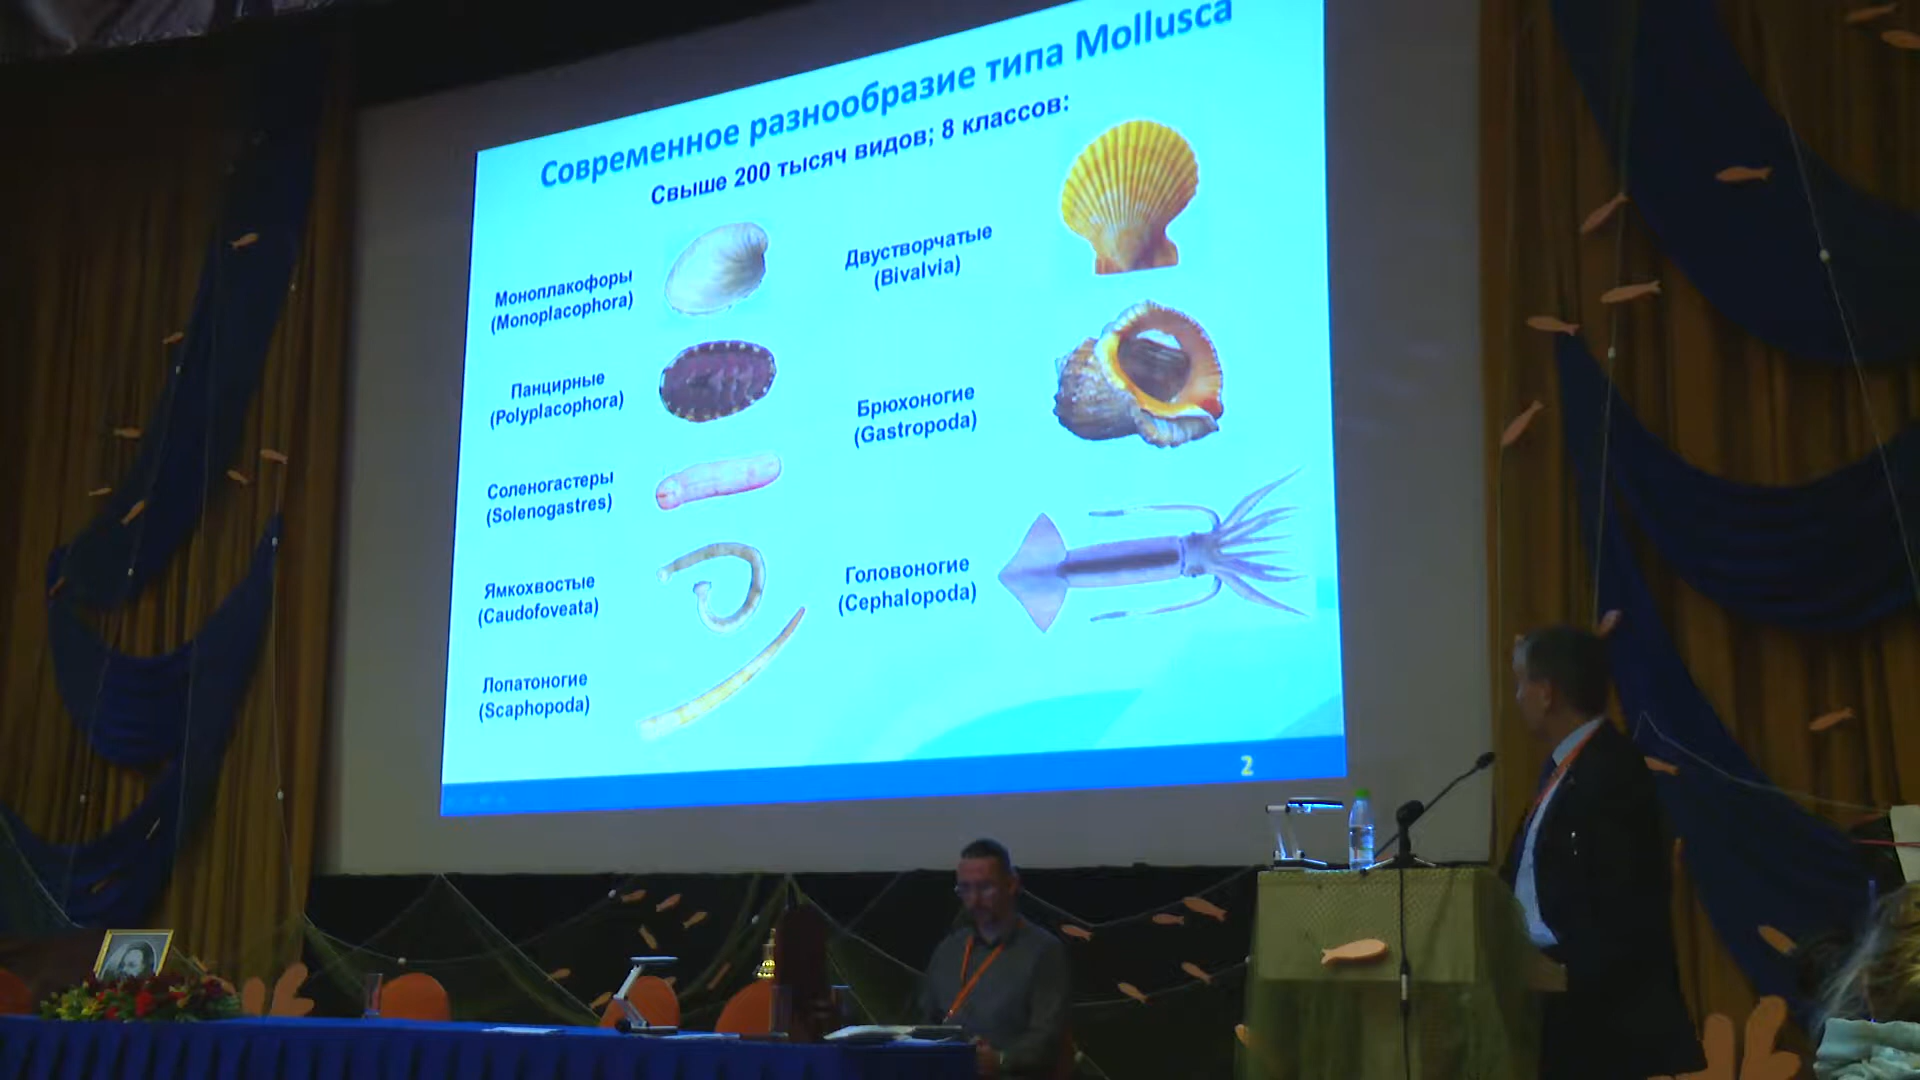 Современное разнообразие типа Mollusca
Свыше 200 тысяч видов; 8 классов:
Моноплакофоры
(Monoplacophora)
Панцирные
(Polyplacophora)
Соленогастеры
(Solenogastres)
Ямкохвостые
(Caudofoveata)
Лопатоногие
(Scaphopoda)
Двустворчатые
(Bivalvia)
Брюхоногие
(Gastropoda)
Головоногие
(Cephalopoda)
2